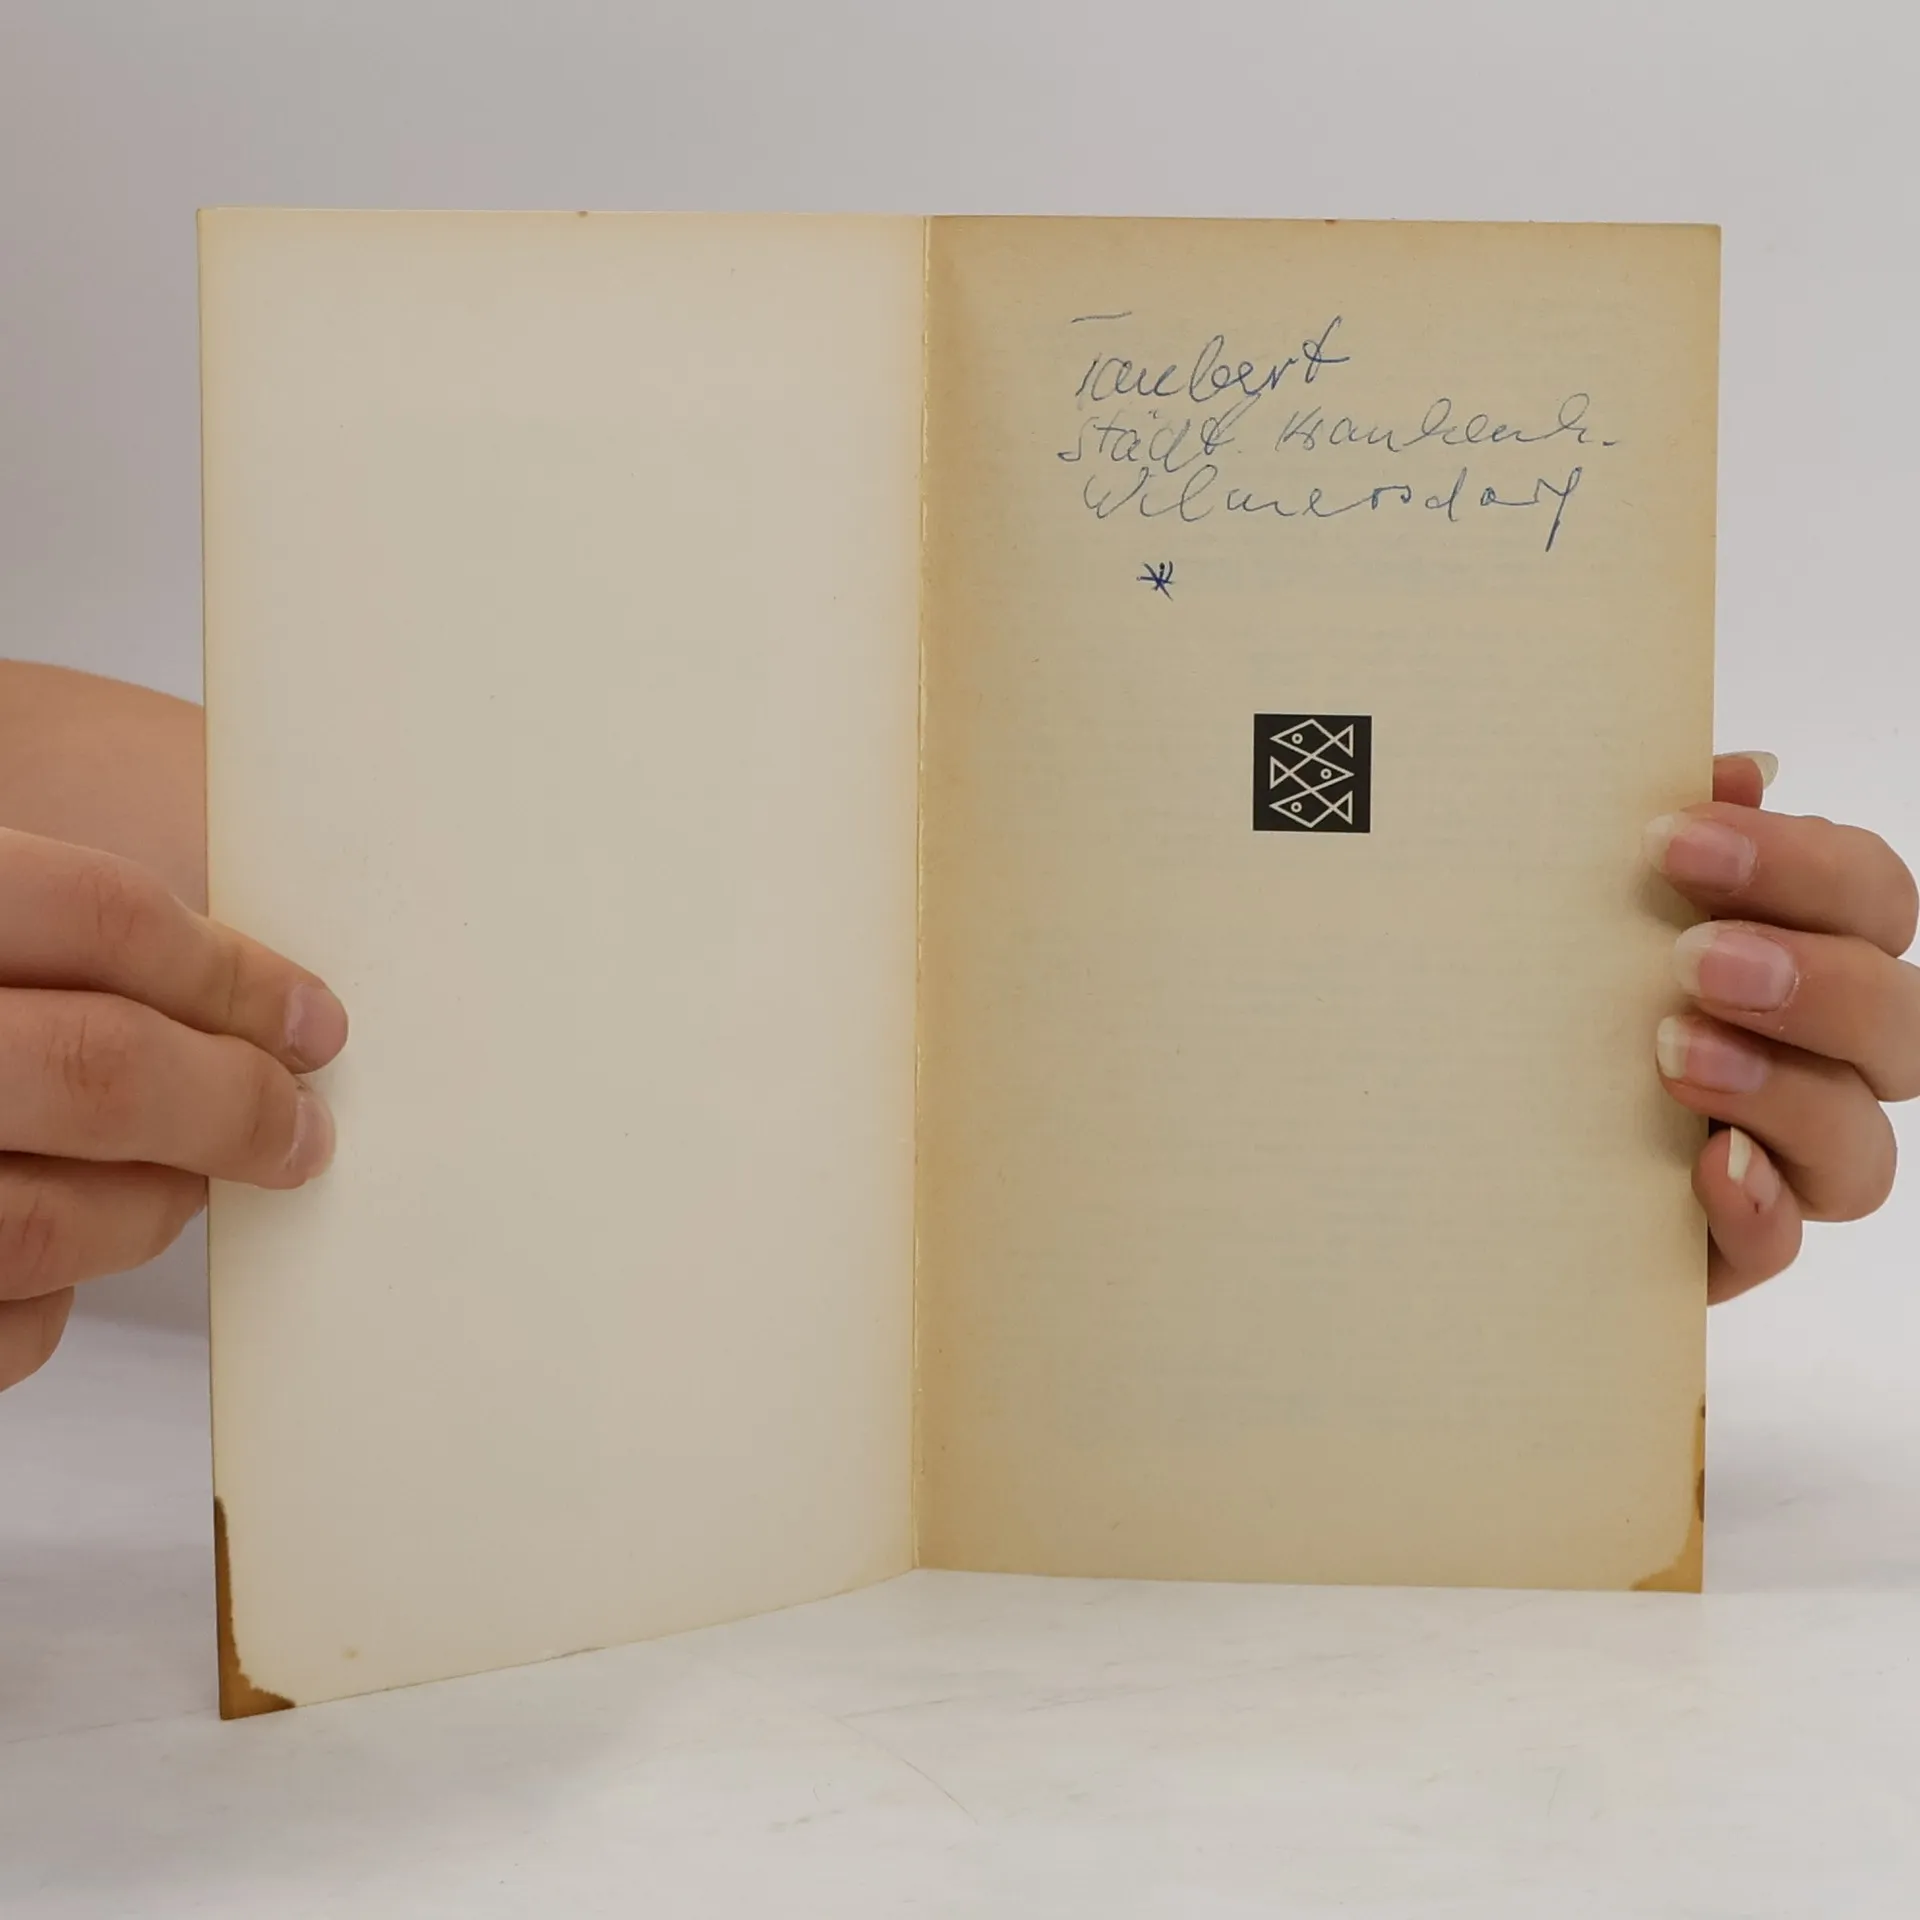 Taubert
Städt. Krankenh.
Wilmersdorf
*